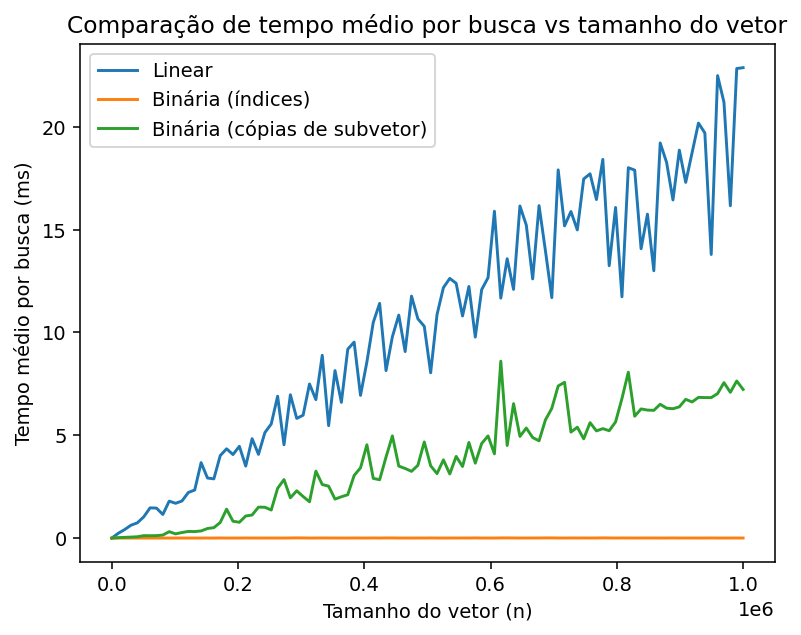 Comparação de tempo médio por busca vs tamanho do vetor
Linear
Binária (índices)
Binária (cópias de subvetor)
Tempo médio por busca (ms)
20
15
10
5
0
0.0
0.2
0.4
0.6
0.8
1.0
1e6
Tamanho do vetor (n)